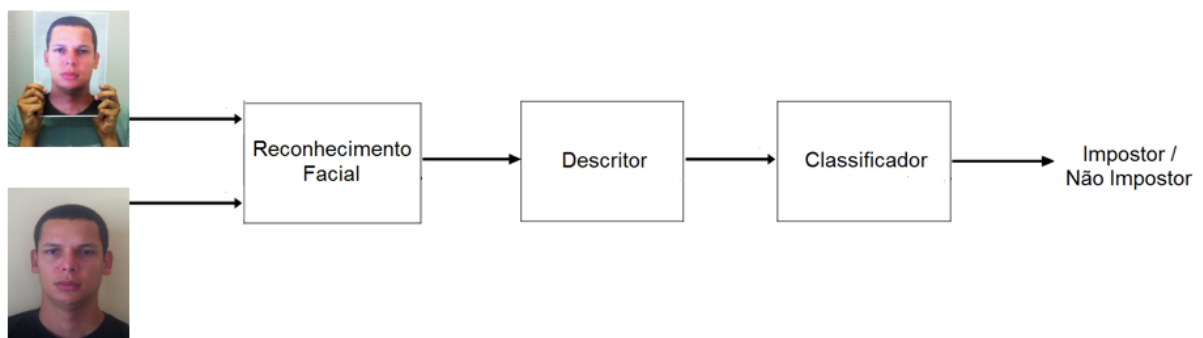 Reconhecimento
Facial
Descritor
Classificador
Impostor /
Não Impostor